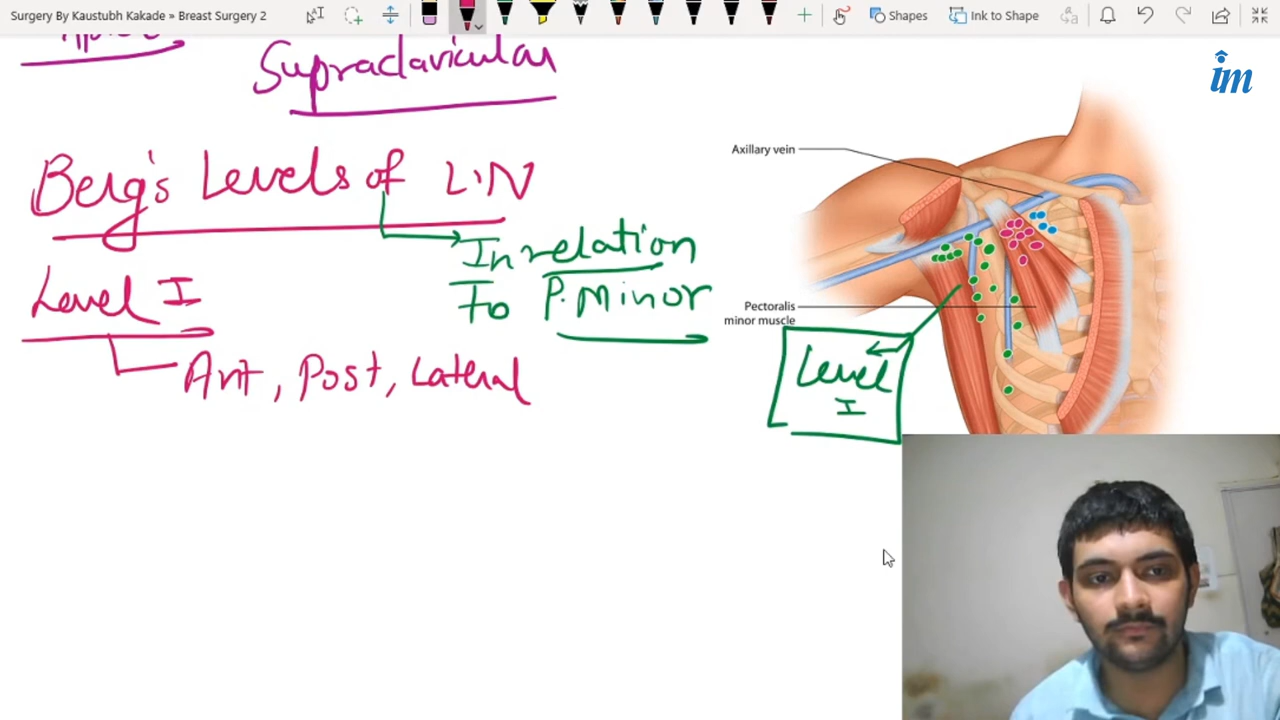 Surgery By Kaustubh Kakade » Breast Surgery 2
Shapes
Ink to Shape
im
Supraclavicular
Berg's Levels of L.N
In relation
To P. Minor
Level I
Ant, Post, Lateral
Axillary vein
Pectoralis
minor muscle
Level
I